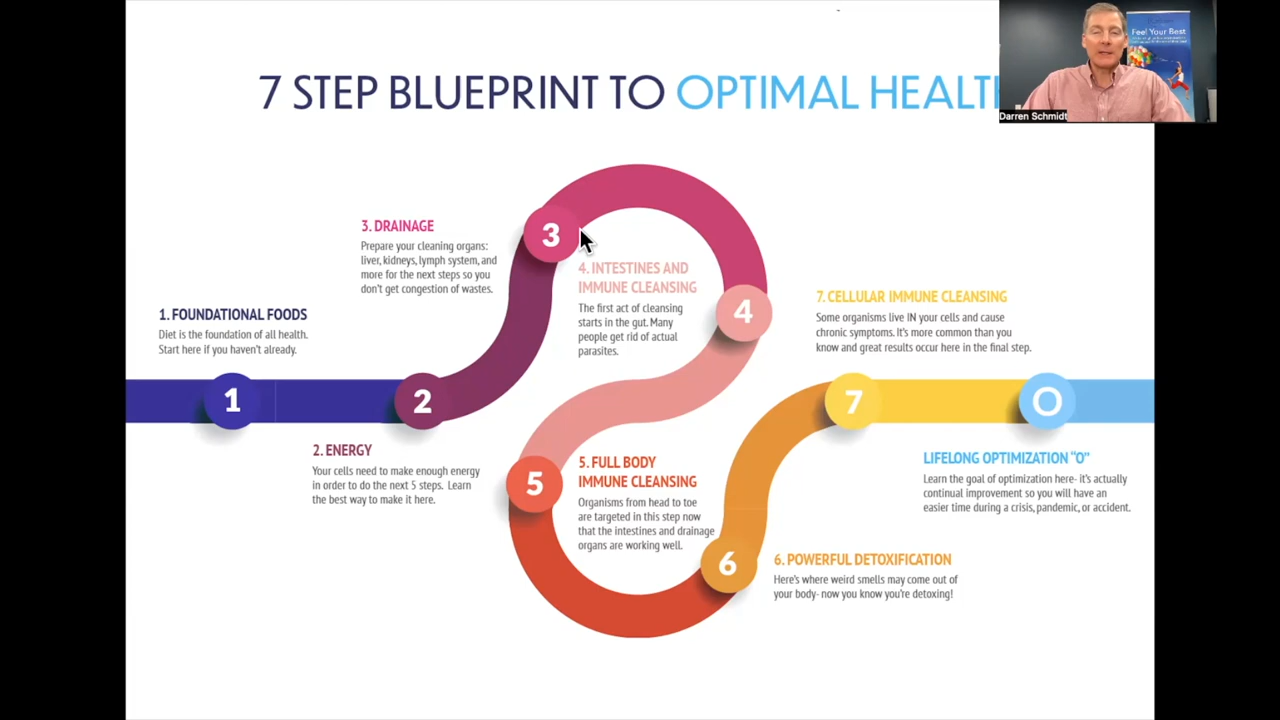 7 STEP BLUEPRINT TO OPTIMAL HEALTH
Feel Your Best
Darren Schmidt
3. DRAINAGE
Prepare your cleaning organs:
liver, kidneys, lymph system, and
more for the next steps so you
don't get congestion of wastes.
3
4. INTESTINES AND
IMMUNE CLEANSING
The first act of cleansing
starts in the gut. Many
people get rid of actual
parasites.
4
7. CELLULAR IMMUNE CLEANSING
Some organisms live IN your cells and cause
chronic symptoms. It's more common than you
know and great results occur here in the final step.
1. FOUNDATIONAL FOODS
Diet is the foundation of all health.
Start here if you haven't already.
1
2
7
O
2. ENERGY
Your cells need to make enough energy
in order to do the next 5 steps. Learn
the best way to make it here.
5
5. FULL BODY
IMMUNE CLEANSING
Organisms from head to toe
are targeted in this step now
that the intestines and drainage
organs are working well.
LIFELONG OPTIMIZATION "O"
Learn the goal of optimization here- it's actually
continual improvement so you will have an
easier time during a crisis, pandemic, or accident.
6
6. POWERFUL DETOXIFICATION
Here's where weird smells may come out of
your body- now you know you're detoxing!